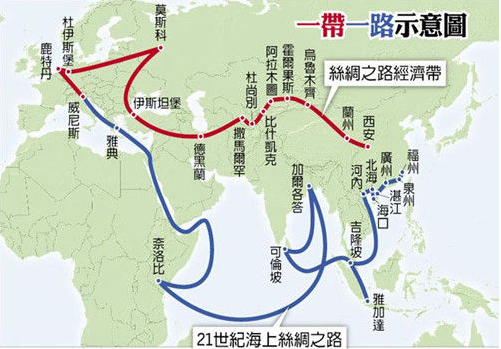 一帶一路示意圖
絲綢之路經濟帶
莫斯科
杜伊斯堡
鹿特丹
威尼斯
雅典
伊斯坦堡
德黑蘭
撒馬爾罕
杜尚別
比什凱克
阿拉木圖
霍爾果斯
烏魯木齊
蘭州
西安
福州
泉州
廣州
湛江
海口
北海
河內
吉隆坡
雅加達
加爾各答
可倫坡
奈洛比
21世紀海上絲綢之路